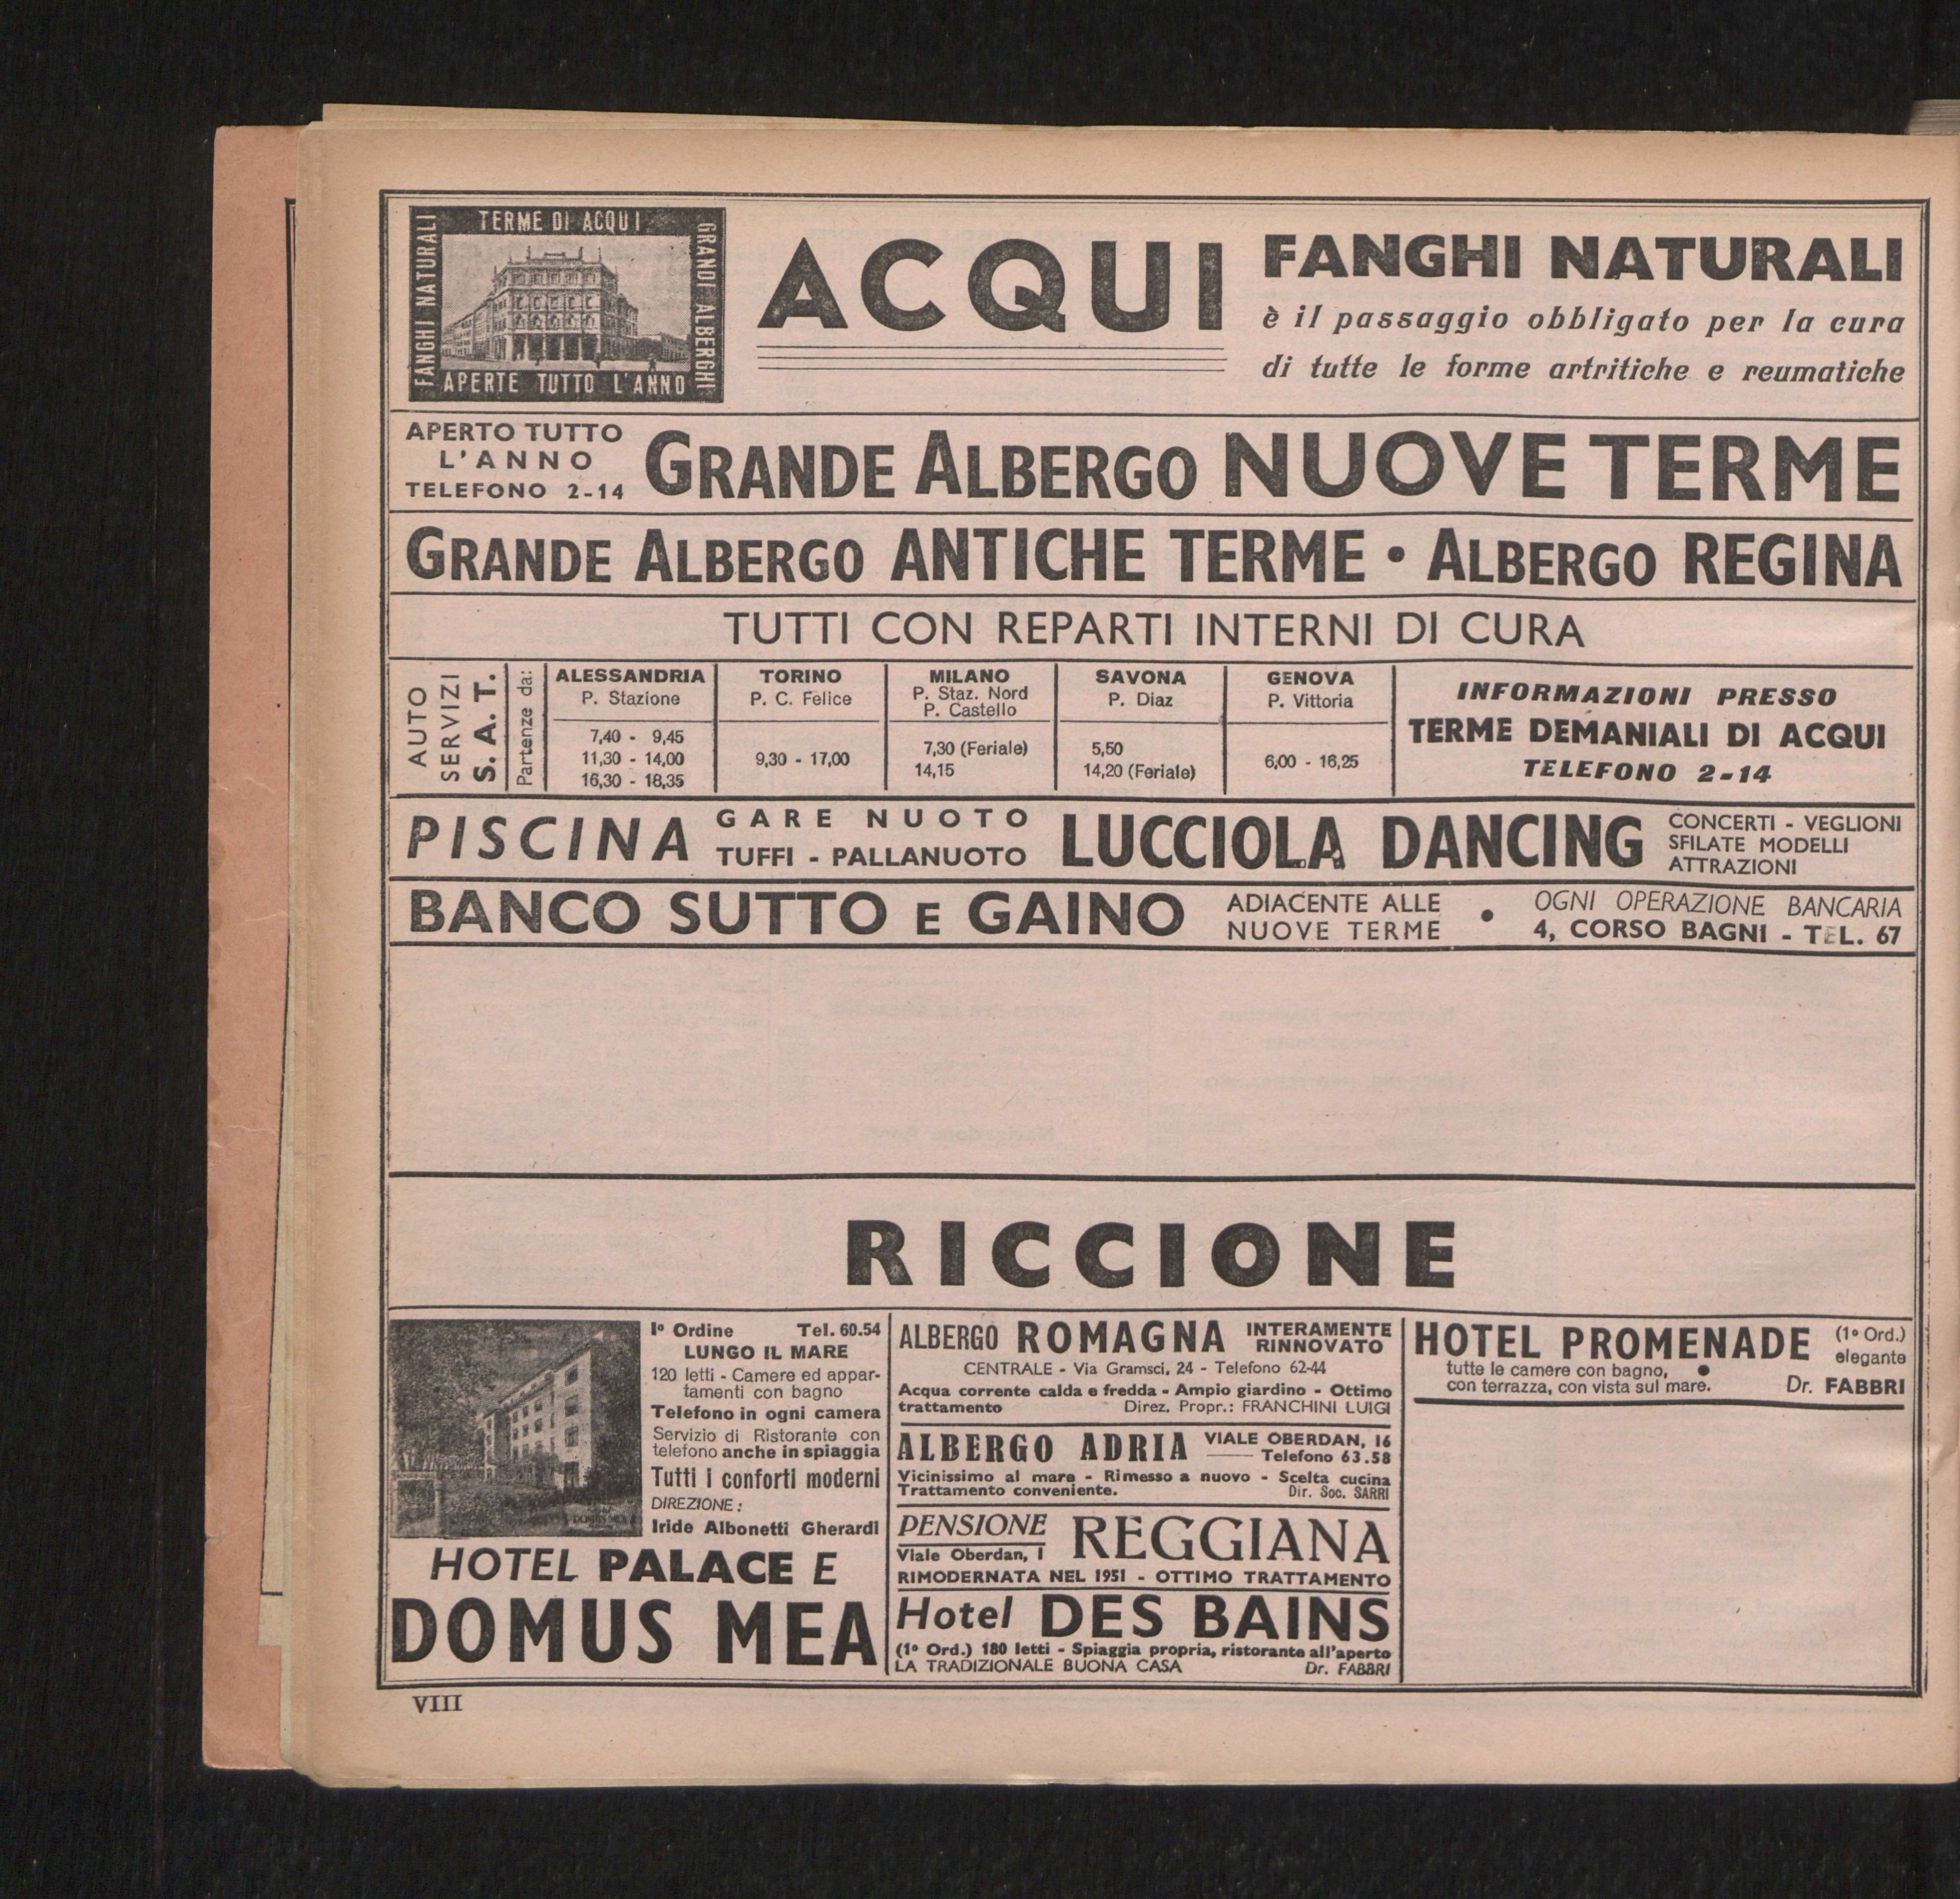 TERME DI ACQUI
FANGHI NATURALI
GRANDI ALBERGHI
APERTE TUTTO L'ANNO
ACQUI
FANGHI NATURALI
è il passaggio obbligato per la cura
di tutte le forme artritiche e reumatiche
APERTO TUTTO
L'ANNO
TELEFONO 2-14
GRANDE ALBERGO NUOVE TERME
GRANDE ALBERGO ANTICHE TERME • ALBERGO REGINA
TUTTI CON REPARTI INTERNI DI CURA
AUTO
SERVIZI
S. A. T.
Partenze da:
ALESSANDRIA
P. Stazione
7,40 - 9,45
11,30 - 14,00
16,30 - 18,35
TORINO
P. C. Felice
9,30 - 17,00
MILANO
P. Staz. Nord
P. Castello
7,30 (Feriale)
14,15
SAVONA
P. Diaz
5,50
14,20 (Feriale)
GENOVA
P. Vittoria
6,00 - 16,25
INFORMAZIONI PRESSO
TERME DEMANIALI DI ACQUI
TELEFONO 2-14
PISCINA
GARE NUOTO
TUFFI - PALLANUOTO
LUCCIOLA DANCING
CONCERTI - VEGLIONI
SFILATE MODELLI
ATTRAZIONI
BANCO SUTTO E GAINO
ADIACENTE ALLE
NUOVE TERME
•
OGNI OPERAZIONE BANCARIA
4, CORSO BAGNI - TEL. 67
RICCIONE
Iº Ordine Tel. 60.54
LUNGO IL MARE
120 letti - Camere ed appar-
tamenti con bagno
Telefono in ogni camera
Servizio di Ristorante con
telefono anche in spiaggia
Tutti i conforti moderni
DIREZIONE:
Iride Albonetti Gherardi
HOTEL PALACE E
DOMUS MEA
ALBERGO ROMAGNA INTERAMENTE
RINNOVATO
CENTRALE - Via Gramsci, 24 - Telefono 62-44
Acqua corrente calda e fredda - Ampio giardino - Ottimo
trattamento Direz. Propr.: FRANCHINI LUIGI
ALBERGO ADRIA VIALE OBERDAN, 16
Telefono 63.58
Vicinissimo al mare - Rimesso a nuovo - Scelta cucina
Trattamento conveniente. Dir. Soc. SARRI
PENSIONE REGGIANA
Viale Oberdan, 1
RIMODERNATA NEL 1951 - OTTIMO TRATTAMENTO
Hotel DES BAINS
(1º Ord.) 180 letti - Spiaggia propria, ristorante all'aperto
LA TRADIZIONALE BUONA CASA Dr. FABBRI
HOTEL PROMENADE (1º Ord.)
elegante
tutte le camere con bagno, •
con terrazza, con vista sul mare. Dr. FABBRI
VIII